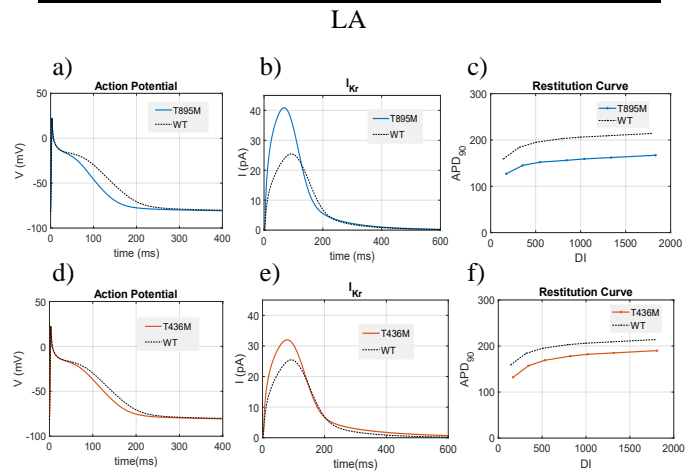 LA
a)
b)
c)
Action Potential
I_Kr
Restitution Curve
50
0
-50
-100
V (mV)
T895M
WT
0 100 200 300 400
time (ms)
40
30
20
10
0
I (pA)
T895M
WT
0 200 400 600
time (ms)
300
200
100
0
APD90
T895M
WT
0 500 1000 1500 2000
DI
d)
e)
f)
Action Potential
I_Kr
Restitution Curve
50
0
-50
-100
V (mV)
T436M
WT
0 100 200 300 400
time(ms)
40
30
20
10
0
I (pA)
T436M
WT
0 200 400 600
time (ms)
300
200
100
0
APD90
T436M
WT
0 500 1000 1500 2000
DI